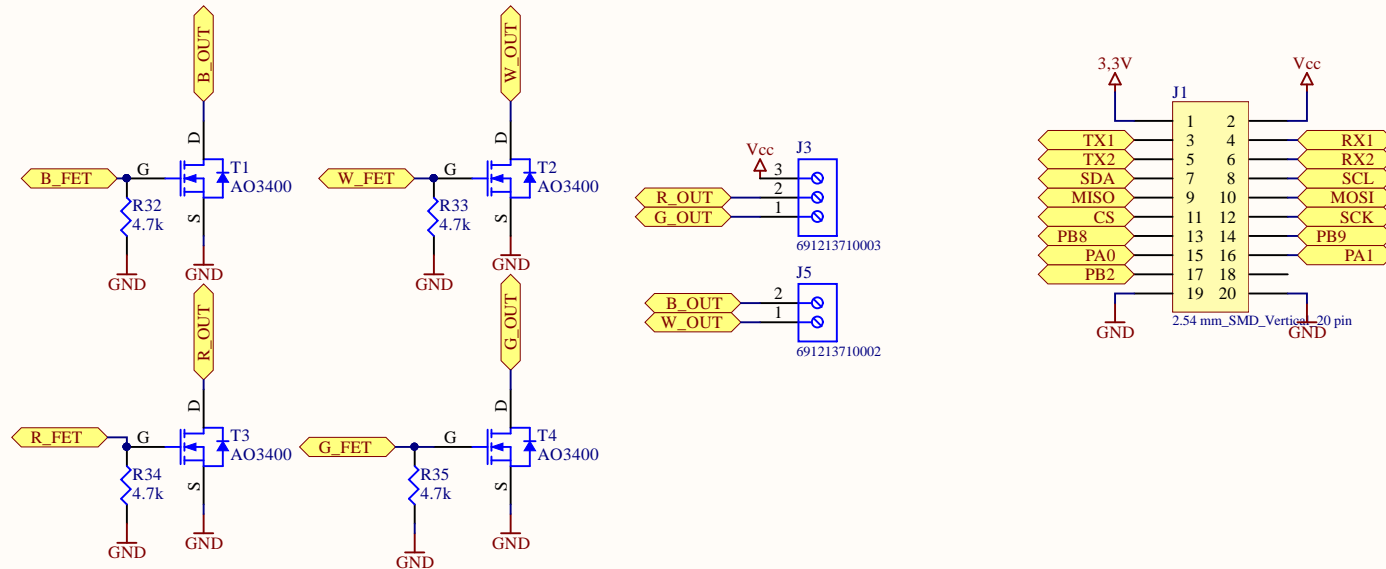 B_OUT
D
B_FET
G
T1
AO3400
R32
4.7k
S
GND
GND
W_OUT
D
W_FET
G
T2
AO3400
R33
4.7k
S
GND
GND
R_OUT
D
R_FET
G
T3
AO3400
R34
4.7k
S
GND
GND
G_OUT
D
G_FET
G
T4
AO3400
R35
4.7k
S
GND
GND
Vcc
J3
3
R_OUT 2
G_OUT 1
691213710003
J5
B_OUT 2
W_OUT 1
691213710002
3,3V
Vcc
J1
1 2
TX1 3 4 RX1
TX2 5 6 RX2
SDA 7 8 SCL
MISO 9 10 MOSI
CS 11 12 SCK
PB8 13 14 PB9
PA0 15 16 PA1
PB2 17 18
19 20
GND
GND
2.54 mm_SMD_Vertical_20 pin